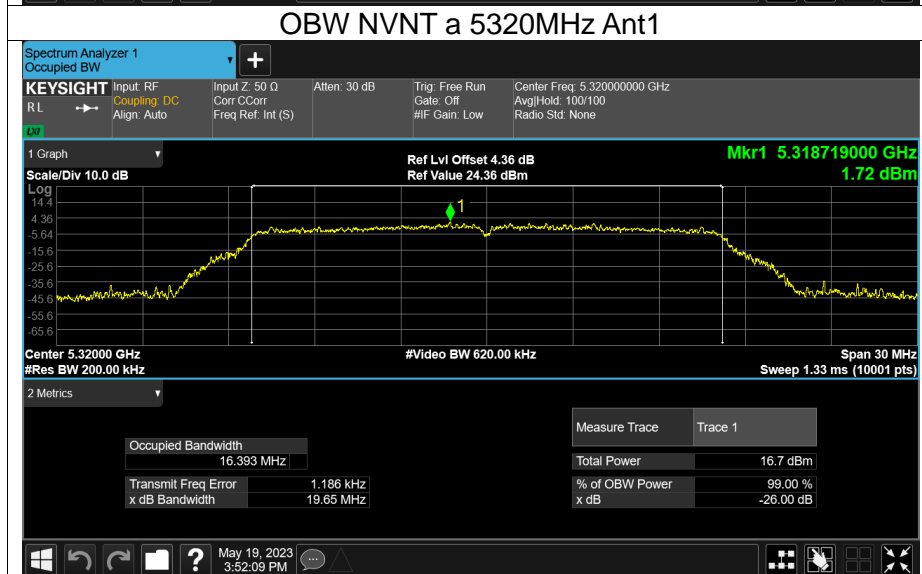 OBW NVNT a 5320MHz Ant1
Spectrum Analyzer 1
Occupied BW
+
KEYSIGHT
R L
LXI
Input: RF
Coupling: DC
Align: Auto
Input Z: 50 Ω
Corr CCorr
Freq Ref: Int (S)
Atten: 30 dB
Trig: Free Run
Gate: Off
#IF Gain: Low
Center Freq: 5.320000000 GHz
Avg|Hold: 100/100
Radio Std: None
1 Graph
Scale/Div 10.0 dB
Ref Lvl Offset 4.36 dB
Ref Value 24.36 dBm
Mkr1 5.318719000 GHz
1.72 dBm
Log
14.4
4.36
-5.64
-15.6
-25.6
-35.6
-45.6
-55.6
-65.6
1
Center 5.32000 GHz
#Res BW 200.00 kHz
#Video BW 620.00 kHz
Span 30 MHz
Sweep 1.33 ms (10001 pts)
2 Metrics
Occupied Bandwidth
16.393 MHz
Transmit Freq Error 1.186 kHz
x dB Bandwidth 19.65 MHz
Measure Trace Trace 1
Total Power 16.7 dBm
% of OBW Power 99.00 %
x dB -26.00 dB
?
May 19, 2023
3:52:09 PM